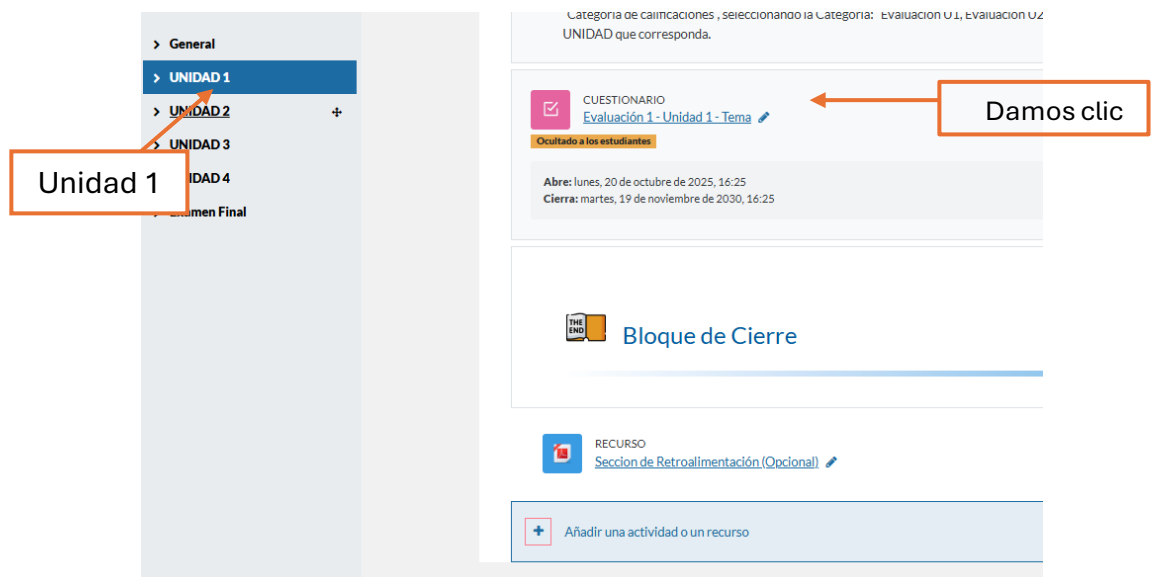 General
UNIDAD 1
UNIDAD 2
UNIDAD 3
IDAD 4
Examen Final
Unidad 1
Categoría de calificaciones , seleccionando la Categoría: Evaluación U1, Evaluación U2
UNIDAD que corresponda.
CUESTIONARIO
Evaluación 1 - Unidad 1 - Tema
Damos clic
Ocultado a los estudiantes
Abre: lunes, 20 de octubre de 2025, 16:25
Cierra: martes, 19 de noviembre de 2030, 16:25
THE
END
Bloque de Cierre
RECURSO
Seccion de Retroalimentación (Opcional)
Añadir una actividad o un recurso